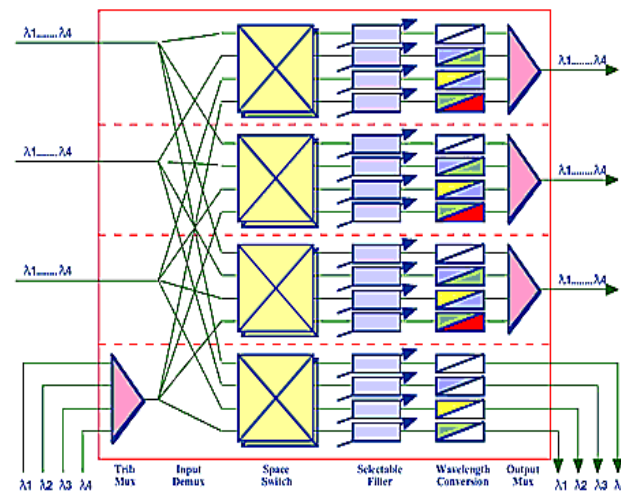 λ1........λ4
λ1........λ4
λ1........λ4
λ1........λ4
λ1........λ4
λ1........λ4
λ1 λ2 λ3 λ4
Trib Mux
Input Demux
Space Switch
Selectable Filter
Wavelength Conversion
Output Mux
λ1 λ2 λ3 λ